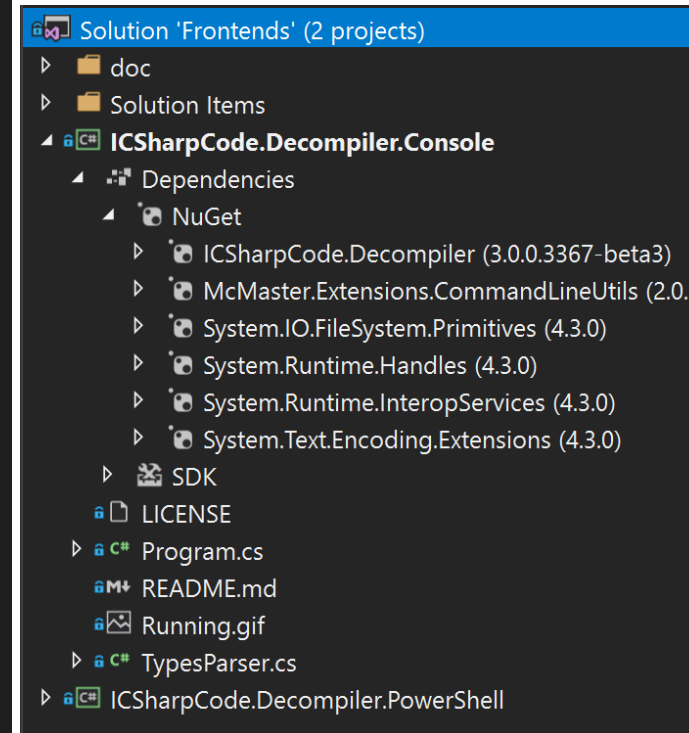 Solution 'Frontends' (2 projects)
doc
Solution Items
C# ICSharpCode.Decompiler.Console
Dependencies
NuGet
ICSharpCode.Decompiler (3.0.0.3367-beta3)
McMaster.Extensions.CommandLineUtils (2.0.
System.IO.FileSystem.Primitives (4.3.0)
System.Runtime.Handles (4.3.0)
System.Runtime.InteropServices (4.3.0)
System.Text.Encoding.Extensions (4.3.0)
SDK
LICENSE
C# Program.cs
M↓ README.md
Running.gif
C# TypesParser.cs
C# ICSharpCode.Decompiler.PowerShell